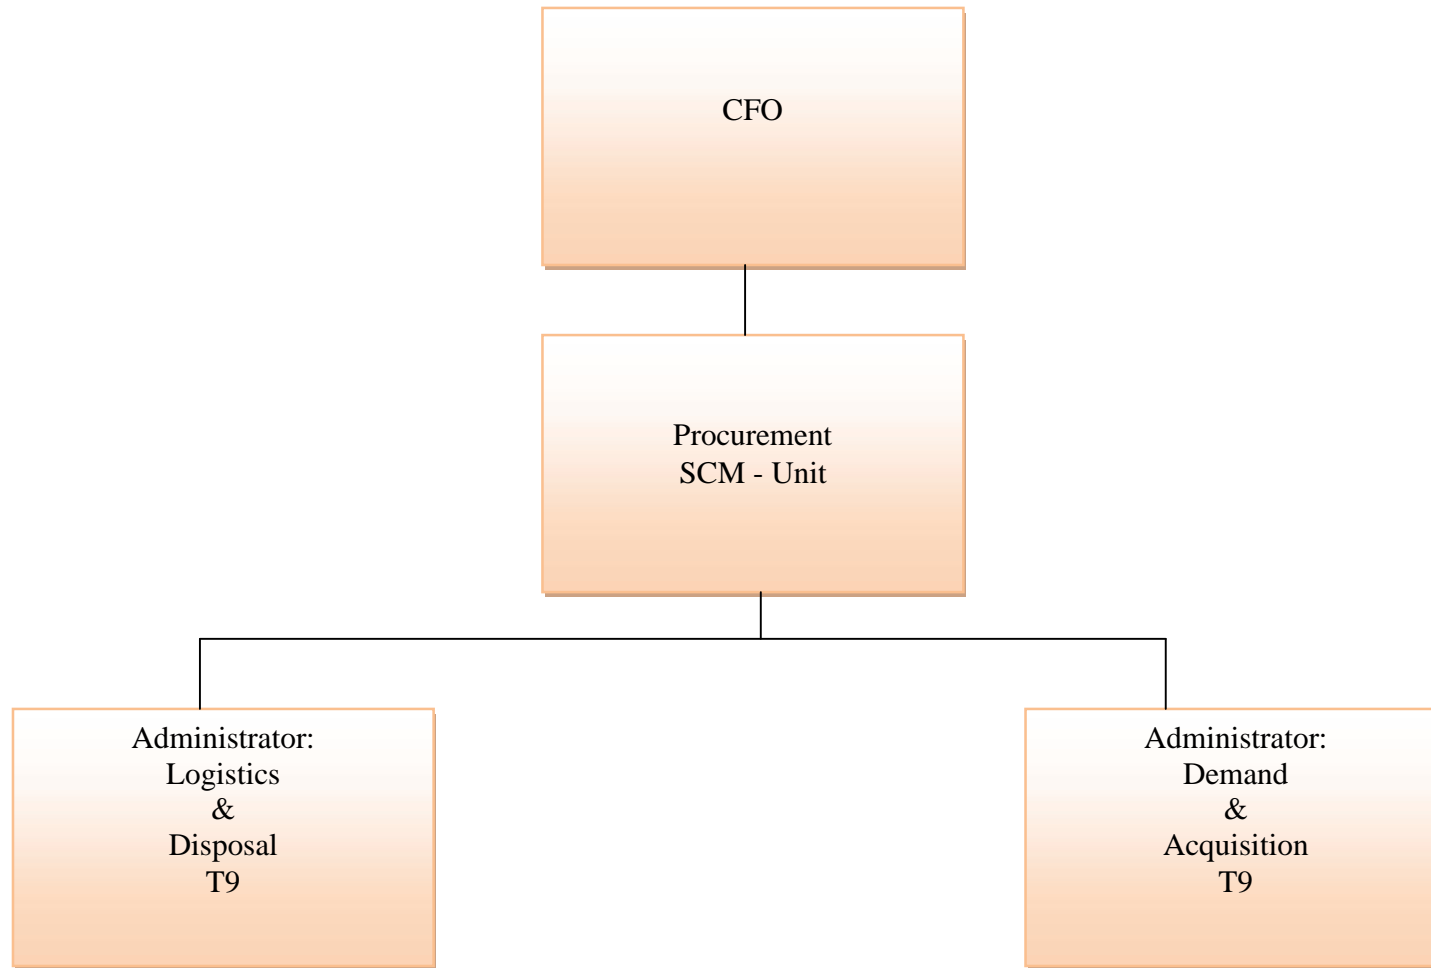 CFO
Procurement
SCM - Unit
Administrator:
Logistics
&
Disposal
T9
Administrator:
Demand
&
Acquisition
T9